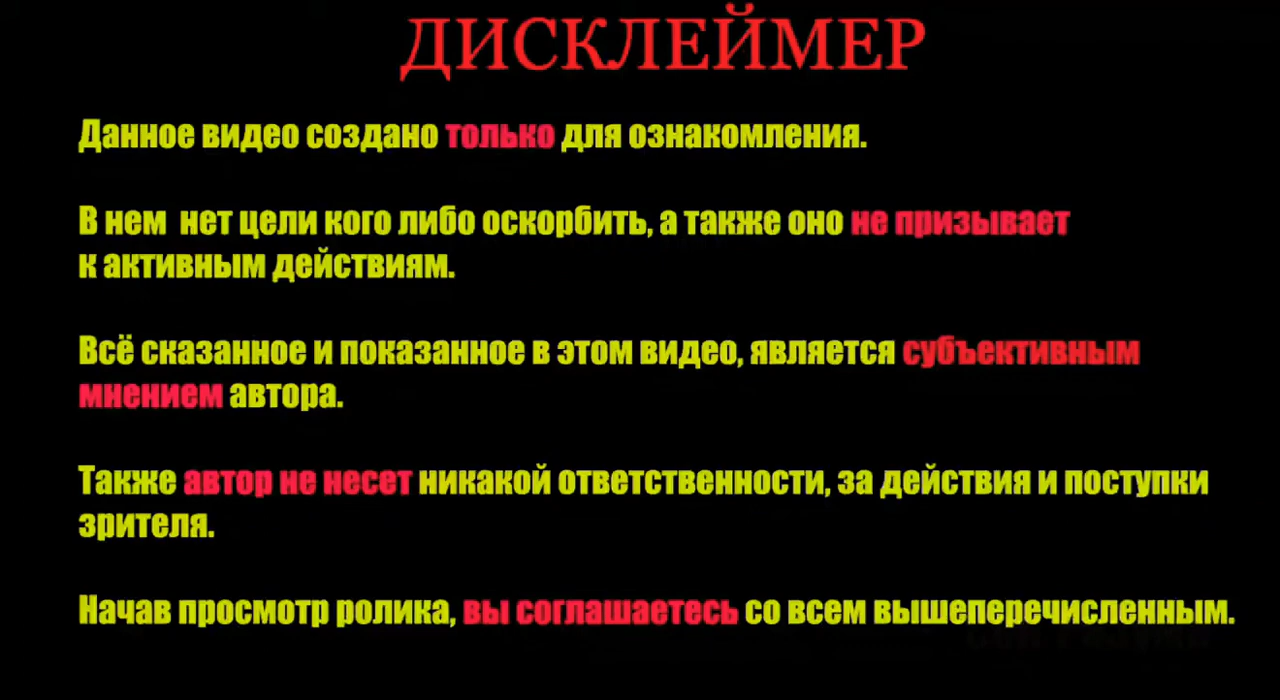 ДИСКЛЕЙМЕР
Данное видео создано только для ознакомления.
В нем нет цели кого либо оскорбить, а также оно не призывает
к активным действиям.
Всё сказанное и показанное в этом видео, является субъективным
мнением автора.
Также автор не несет никакой ответственности, за действия и поступки
зрителя.
Начав просмотр ролика, вы соглашаетесь со всем вышеперечисленным.